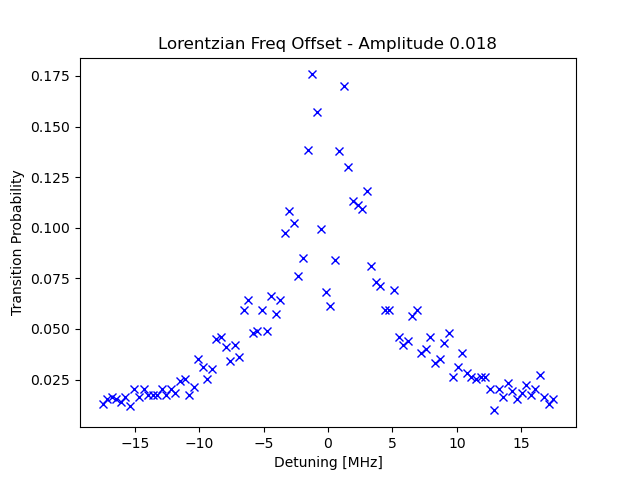 Lorentzian Freq Offset - Amplitude 0.018
Transition Probability
0.175
0.150
0.125
0.100
0.075
0.050
0.025
−15 −10 −5 0 5 10 15
Detuning [MHz]